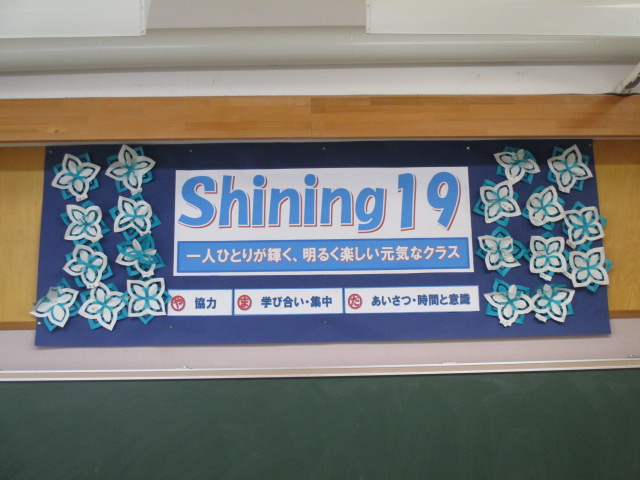 Shining 19
一人ひとりが輝く、明るく楽しい元気なクラス
や 協力 ま 学び合い・集中 た あいさつ・時間と意識